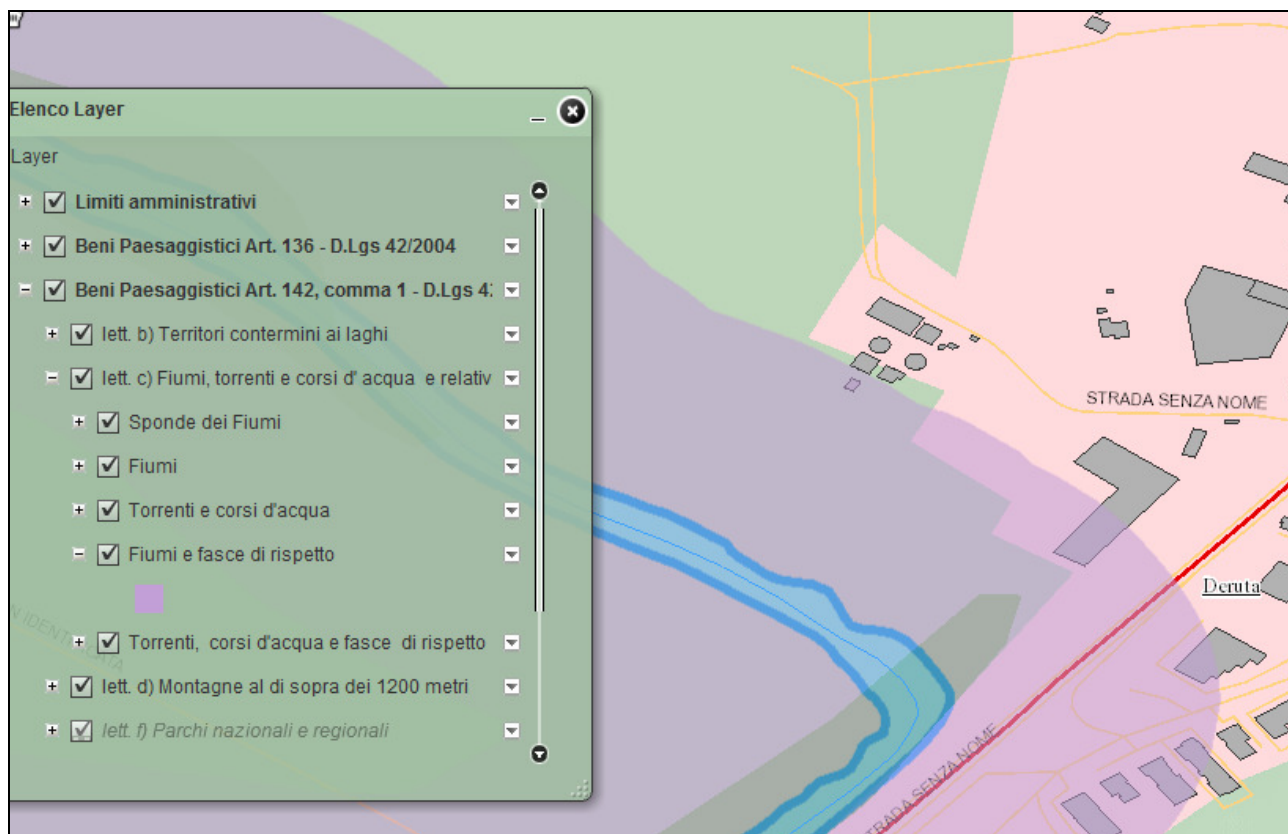 Elenco Layer
Layer
Limiti amministrativi
Beni Paesaggistici Art. 136 - D.Lgs 42/2004
Beni Paesaggistici Art. 142, comma 1 - D.Lgs 4
lett. b) Territori contermini ai laghi
lett. c) Fiumi, torrenti e corsi d' acqua e relativ
Sponde dei Fiumi
Fiumi
Torrenti e corsi d'acqua
Fiumi e fasce di rispetto
Torrenti, corsi d'acqua e fasce di rispetto
lett. d) Montagne al di sopra dei 1200 metri
lett. f) Parchi nazionali e regionali
STRADA SENZA NOME
Deruta
STRADA SENZA NOME